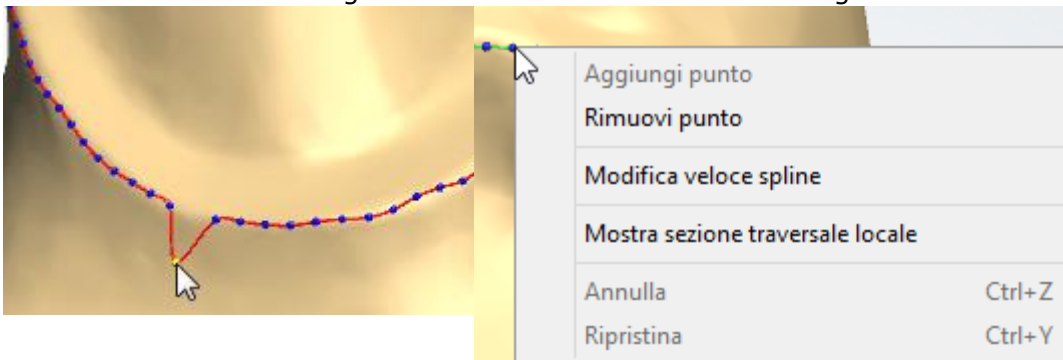 Aggiungi punto
Rimuovi punto
Modifica veloce spline
Mostra sezione traversale locale
Annulla Ctrl+Z
Ripristina Ctrl+Y